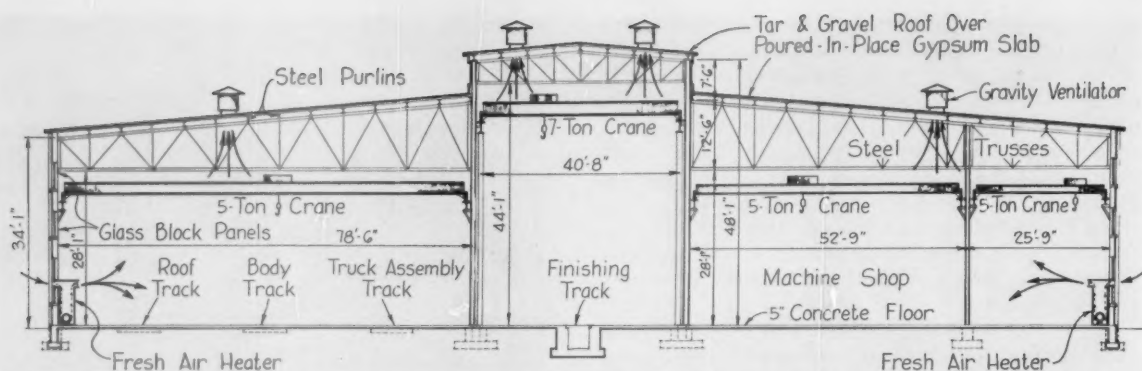 Tar & Gravel Roof Over
Poured-In-Place Gypsum Slab
Steel Purlins
7'-6"
Gravity Ventilator
7-Ton Crane
12'-6"
Steel Trusses
40'-8"
5-Ton Crane
5-Ton Crane
5-Ton Crane
34'-1"
Glass Block Panels
28'-1"
78'-6"
44'-1"
48'-1"
28'-1"
52'-9"
25'-9"
Roof
Track
Body
Track
Truck Assembly
Track
Finishing
Track
Machine Shop
5" Concrete Floor
Fresh Air Heater
Fresh Air Heater